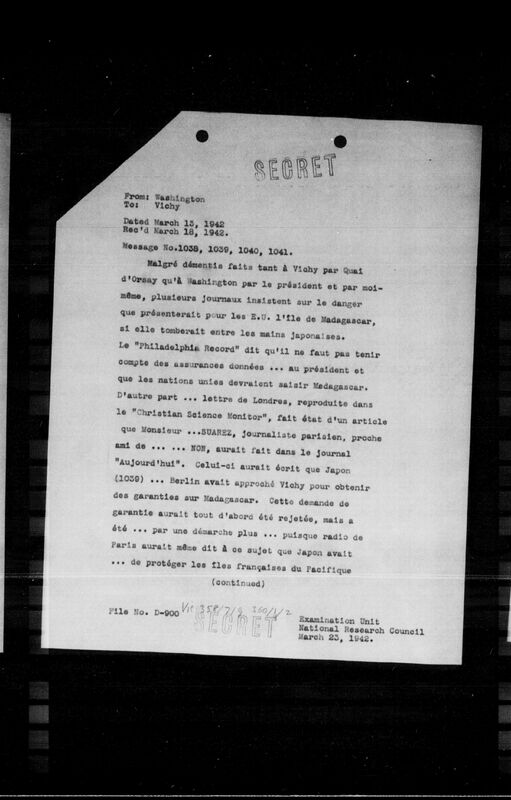 SECRET
From: Washington
To: Vichy
Dated March 13, 1942
Rec'd March 18, 1942.
Message No.1038, 1039, 1040, 1041.
Malgré démentis faits tant à Vichy par Quai
d'Orsay qu'à Washington par le président et par moi-
même, plusieurs journaux insistent sur le danger
que présenterait pour les E.U. l'île de Madagascar,
si elle tomberait entre les mains japonaises.
Le "Philadelphia Record" dit qu'il ne faut pas tenir
compte des assurances données ... au président et
que les nations unies devraient saisir Madagascar.
D'autre part ... lettre de Londres, reproduite dans
le "Christian Science Monitor", fait état d'un article
que Monsieur ...SUAREZ, journaliste parisien, proche
ami de ... ... NON, aurait fait dans le journal
"Aujourd'hui". Celui-ci aurait écrit que Japon
(1039) ... Berlin avait approché Vichy pour obtenir
des garanties sur Madagascar. Cette demande de
garantie aurait tout d'abord été rejetée, mais a
été ... par une démarche plus ... puisque radio de
Paris aurait même dit à ce sujet que Japon avait
... de protéger les îles françaises du Pacifique
(continued)
File No. D-900
SECRET
Examination Unit
National Research Council
March 23, 1942.